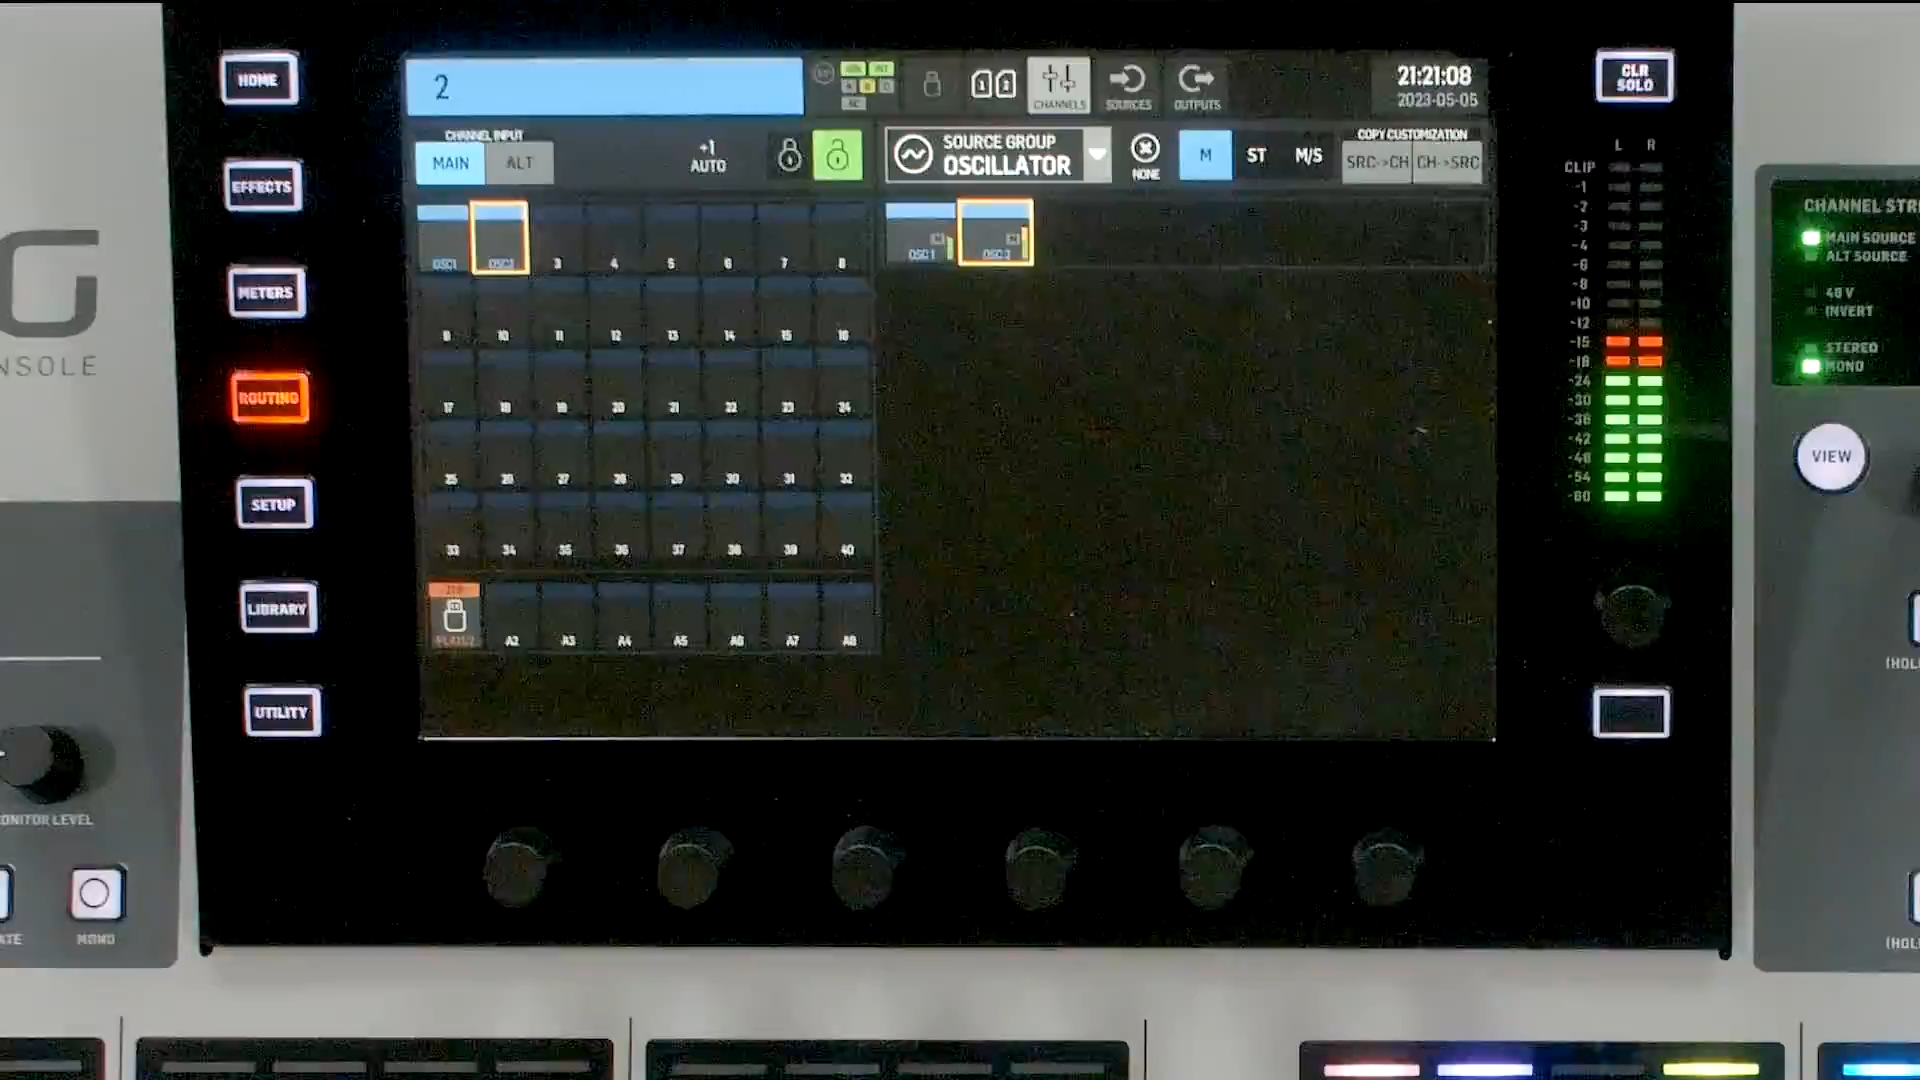 HOME
EFFECTS
METERS
ROUTING
SETUP
LIBRARY
UTILITY
G
NSOLE
ONITOR LEVEL
ATE
MONO
2
CHANNELS
SOURCES
OUTPUTS
21:21:08
2023-05-05
CHANNEL INPUT
MAIN
ALT
+1
AUTO
SOURCE GROUP
OSCILLATOR
NONE
M
ST
M/S
COPY CUSTOMIZATION
SRC->CH
CH->SRC
OSC1
OSC2
3
4
5
6
7
8
OSC 1
OSC 2
9
10
11
12
13
14
15
16
17
18
19
20
21
22
23
24
25
26
27
28
29
30
31
32
33
34
35
36
37
38
39
40
A2
A3
A4
A5
A6
A7
A8
CLR
SOLO
L
R
CLIP
-1
-2
-3
-4
-6
-8
-10
-12
-15
-18
-24
-30
-36
-42
-48
-54
-60
CHANNEL STRI
MAIN SOURCE
ALT SOURCE
48 V
INVERT
STEREO
MONO
VIEW
(HOL
(HOL